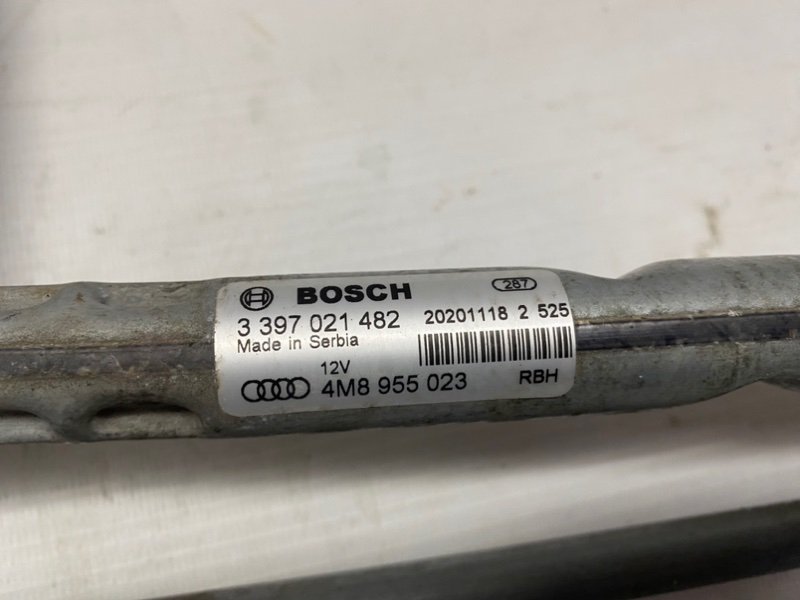 BOSCH
287
3 397 021 482
20201118 2 525
Made in Serbia
12V
4M8 955 023
RBH